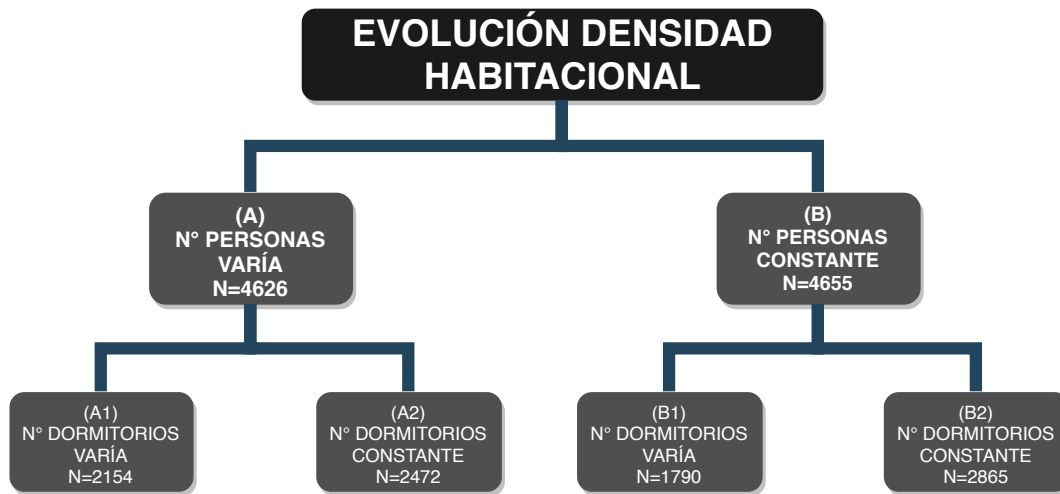 EVOLUCIÓN DENSIDAD
HABITACIONAL
(A)
N° PERSONAS
VARÍA
N=4626
(B)
N° PERSONAS
CONSTANTE
N=4655
(A1)
N° DORMITORIOS
VARÍA
N=2154
(A2)
N° DORMITORIOS
CONSTANTE
N=2472
(B1)
N° DORMITORIOS
VARÍA
N=1790
(B2)
N° DORMITORIOS
CONSTANTE
N=2865